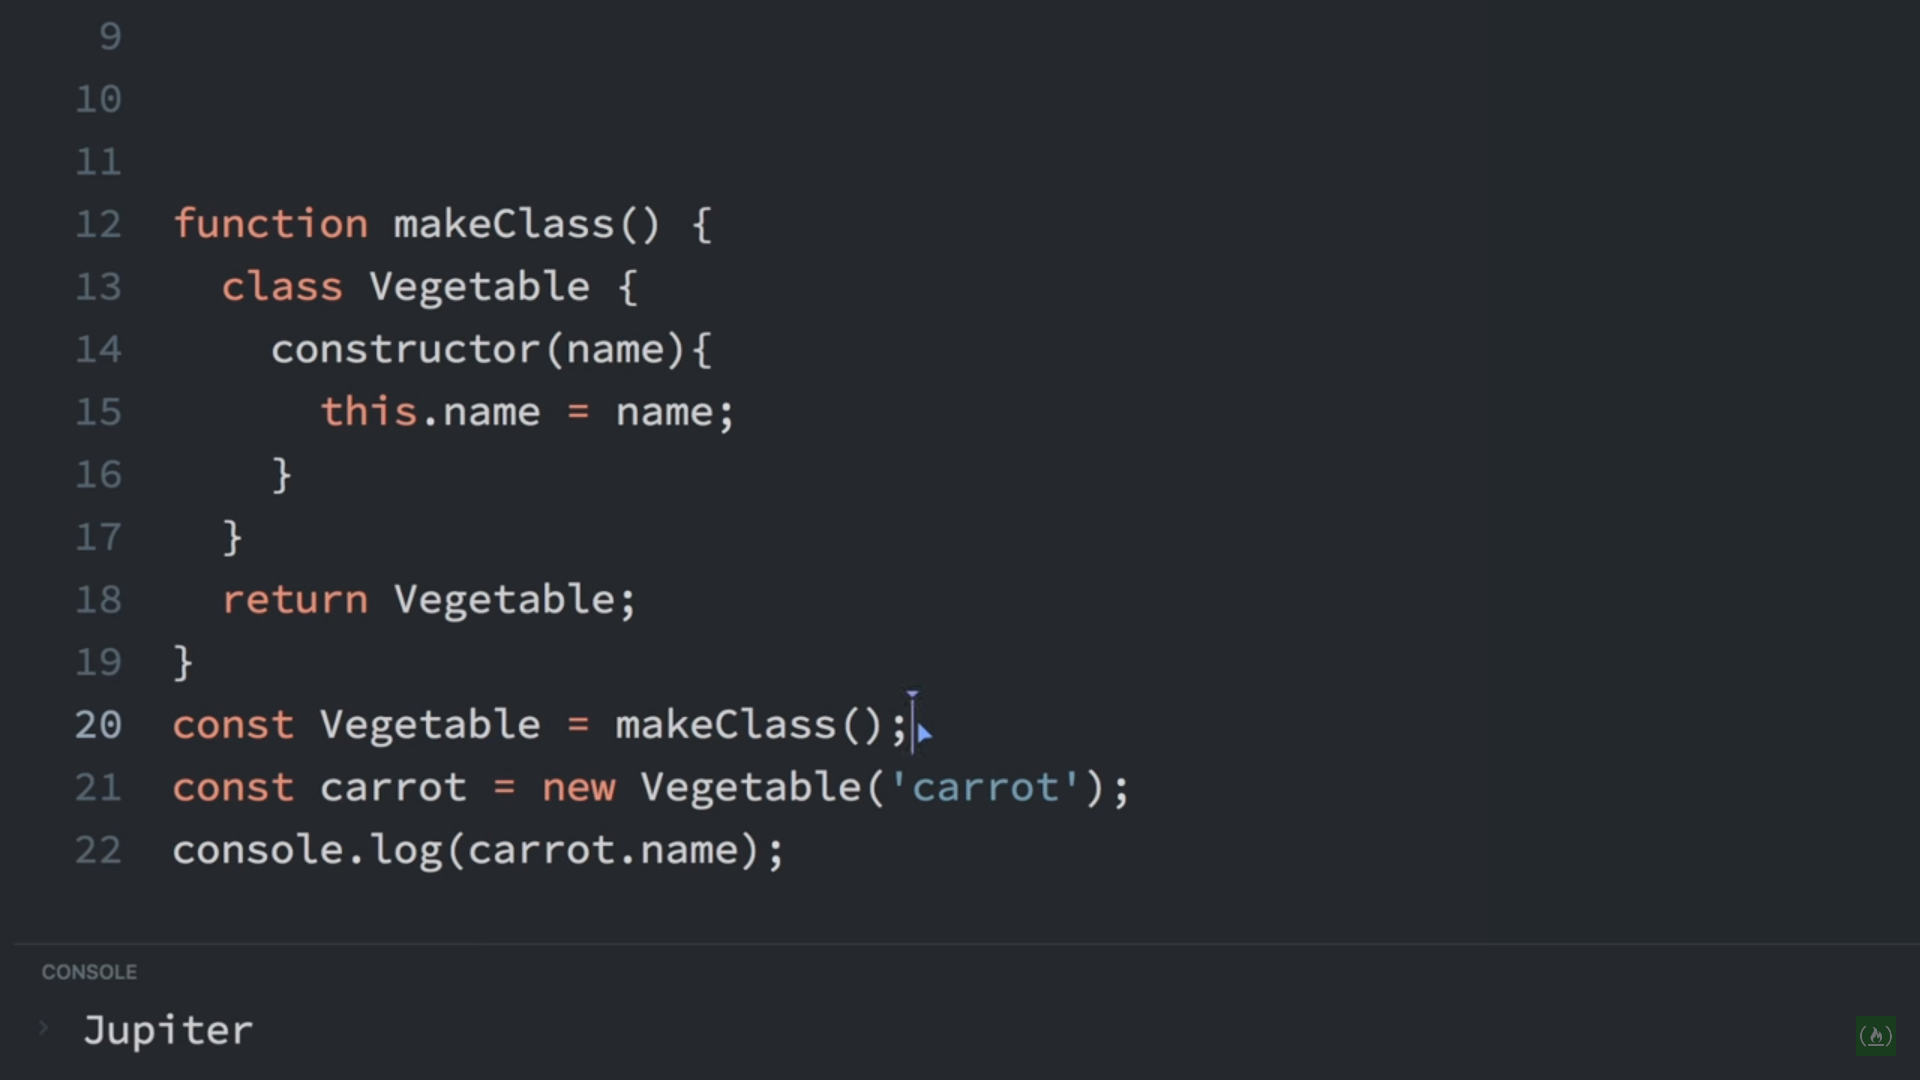 9
10
11
12 function makeClass() {
13 class Vegetable {
14 constructor(name){
15 this.name = name;
16 }
17 }
18 return Vegetable;
19 }
20 const Vegetable = makeClass();
21 const carrot = new Vegetable('carrot');
22 console.log(carrot.name);
CONSOLE
› Jupiter